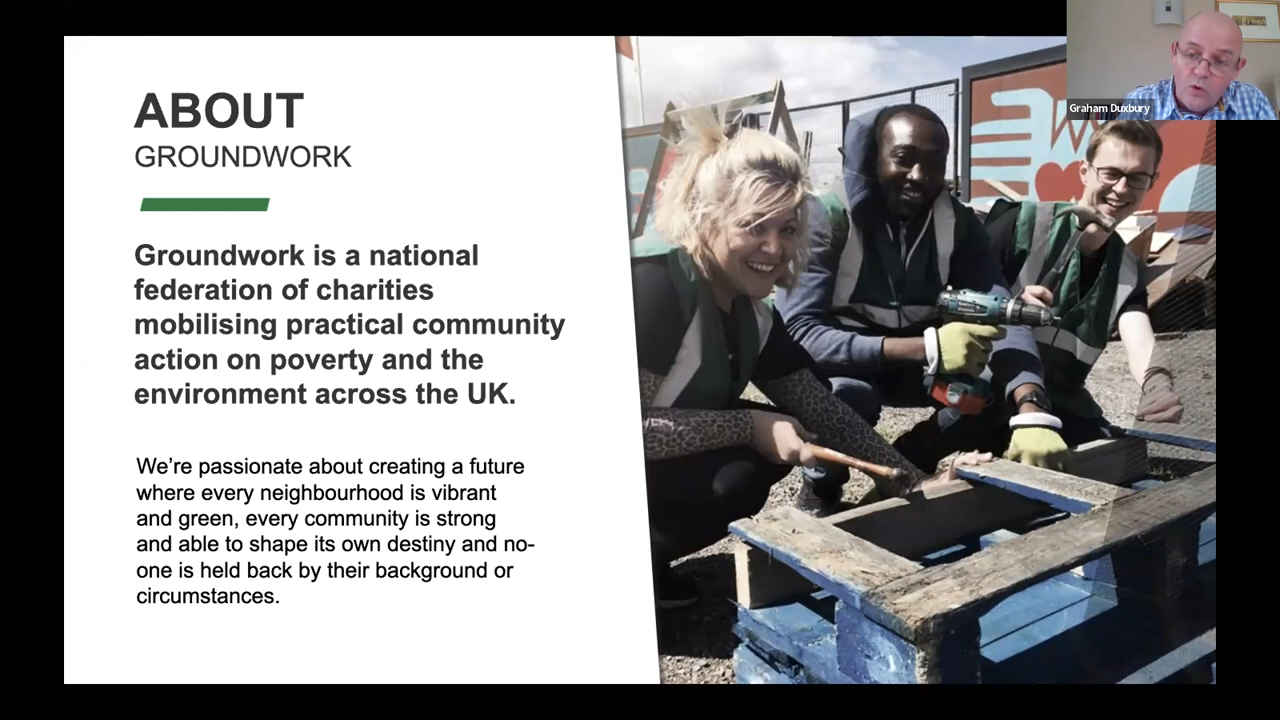 ABOUT
GROUNDWORK
Groundwork is a national
federation of charities
mobilising practical community
action on poverty and the
environment across the UK.
We’re passionate about creating a future
where every neighbourhood is vibrant
and green, every community is strong
and able to shape its own destiny and no-
one is held back by their background or
circumstances.
Graham Duxbury